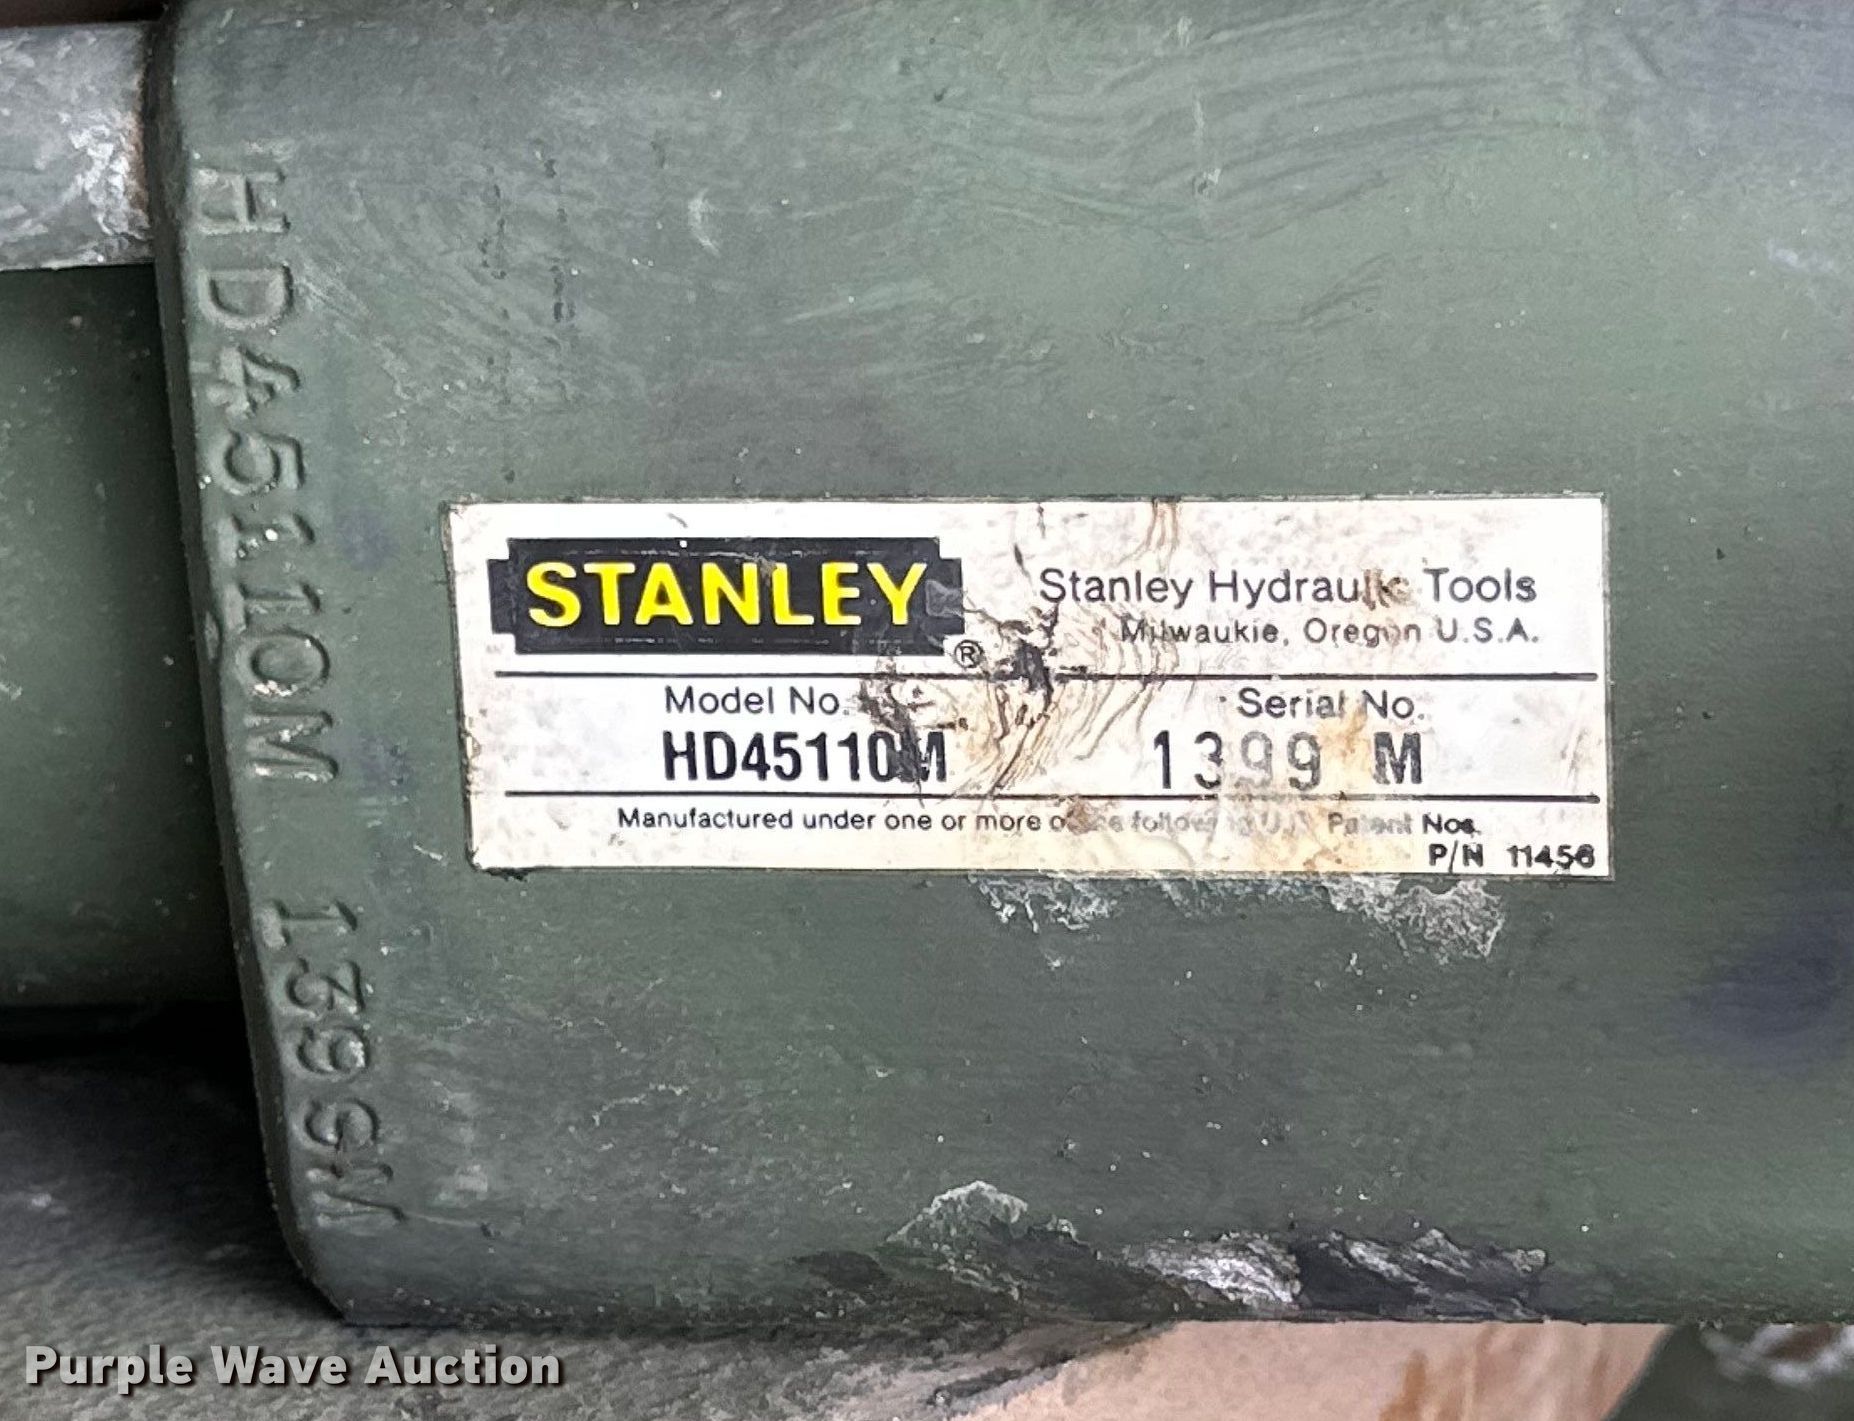 HD45110M 1399M
STANLEY ®
Stanley Hydraulic Tools
Milwaukie, Oregon U.S.A.
Model No. Serial No.
HD45110M 1399 M
Manufactured under one or more of the following U.S. Patent Nos.
P/N 11456
Purple Wave Auction